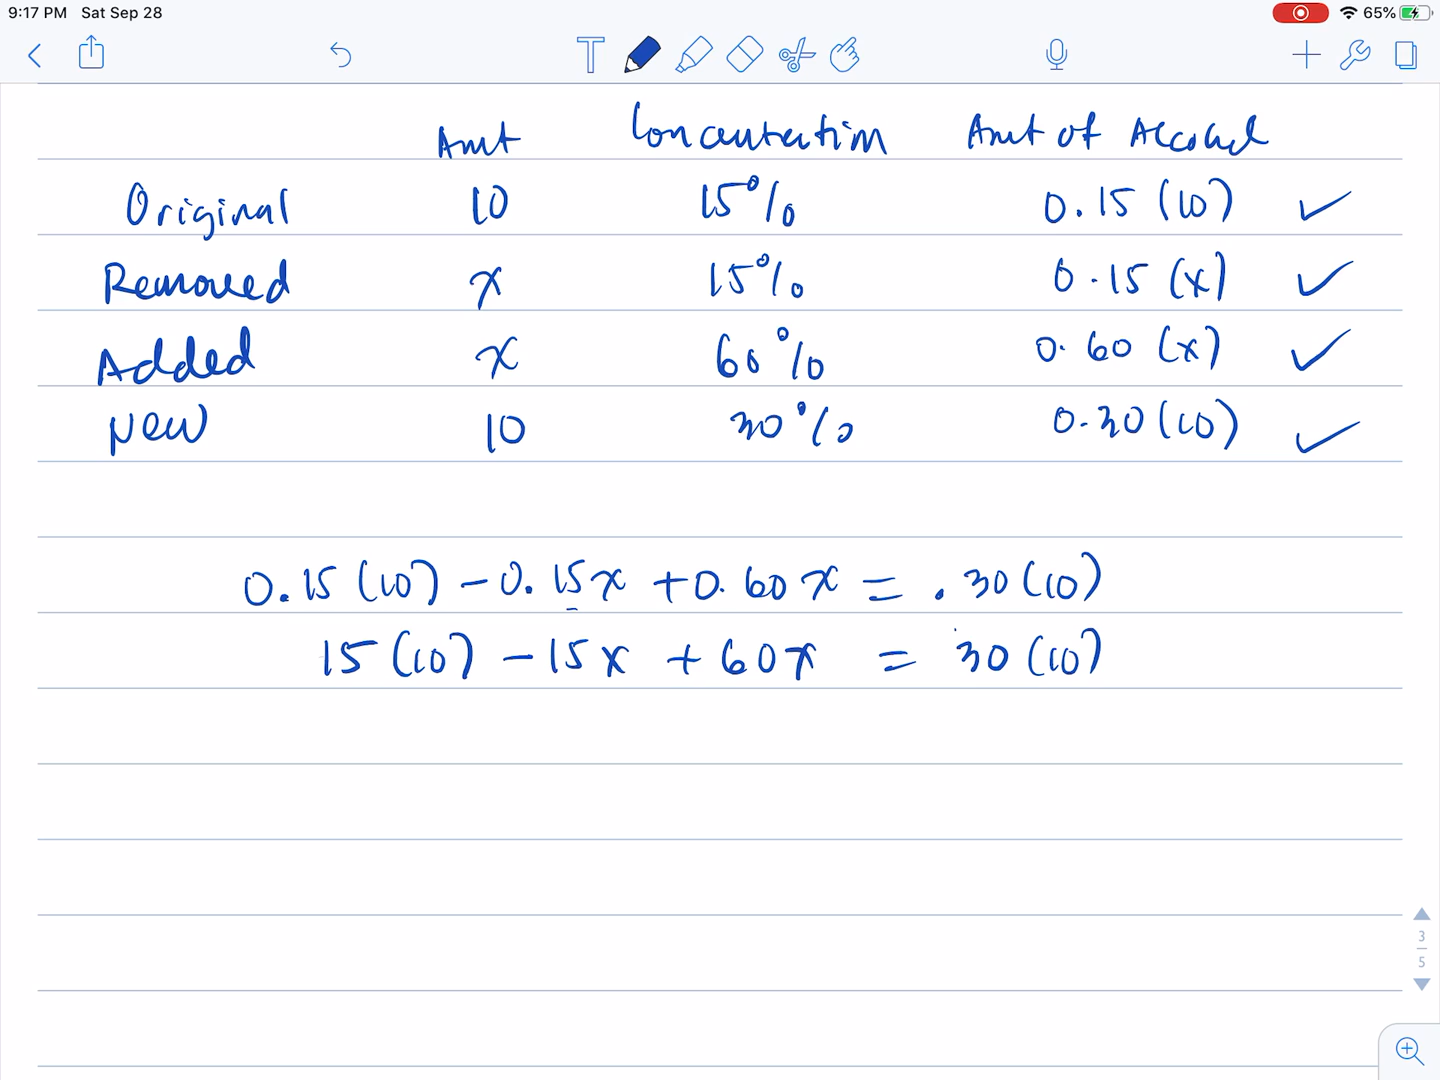 9:17 PM Sat Sep 28 65%
T
Amt Concentration Amt of Alcohol
Original 10 15% 0.15 (10) ✓
Removed x 15% 0.15 (x) ✓
Added x 60% 0.60 (x) ✓
New 10 30% 0.30 (10) ✓
0.15 (10) - 0.15x + 0.60x = .30 (10)
15 (10) - 15x + 60x = 30 (10)
3
5